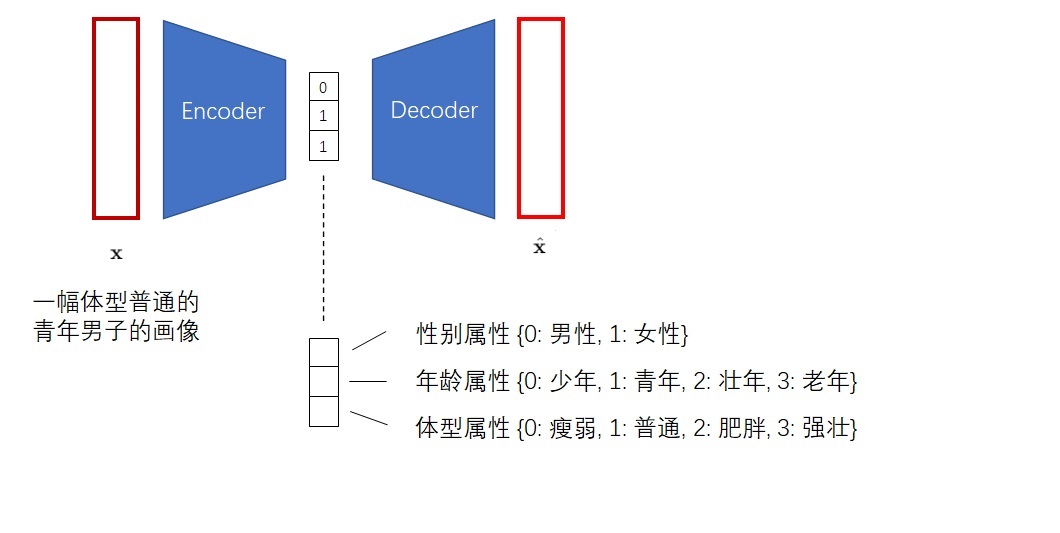 Encoder
0
1
1
Decoder
x
x̂
一幅体型普通的
青年男子的画像
性别属性 {0: 男性, 1: 女性}
年龄属性 {0: 少年, 1: 青年, 2: 壮年, 3: 老年}
体型属性 {0: 瘦弱, 1: 普通, 2: 肥胖, 3: 强壮}